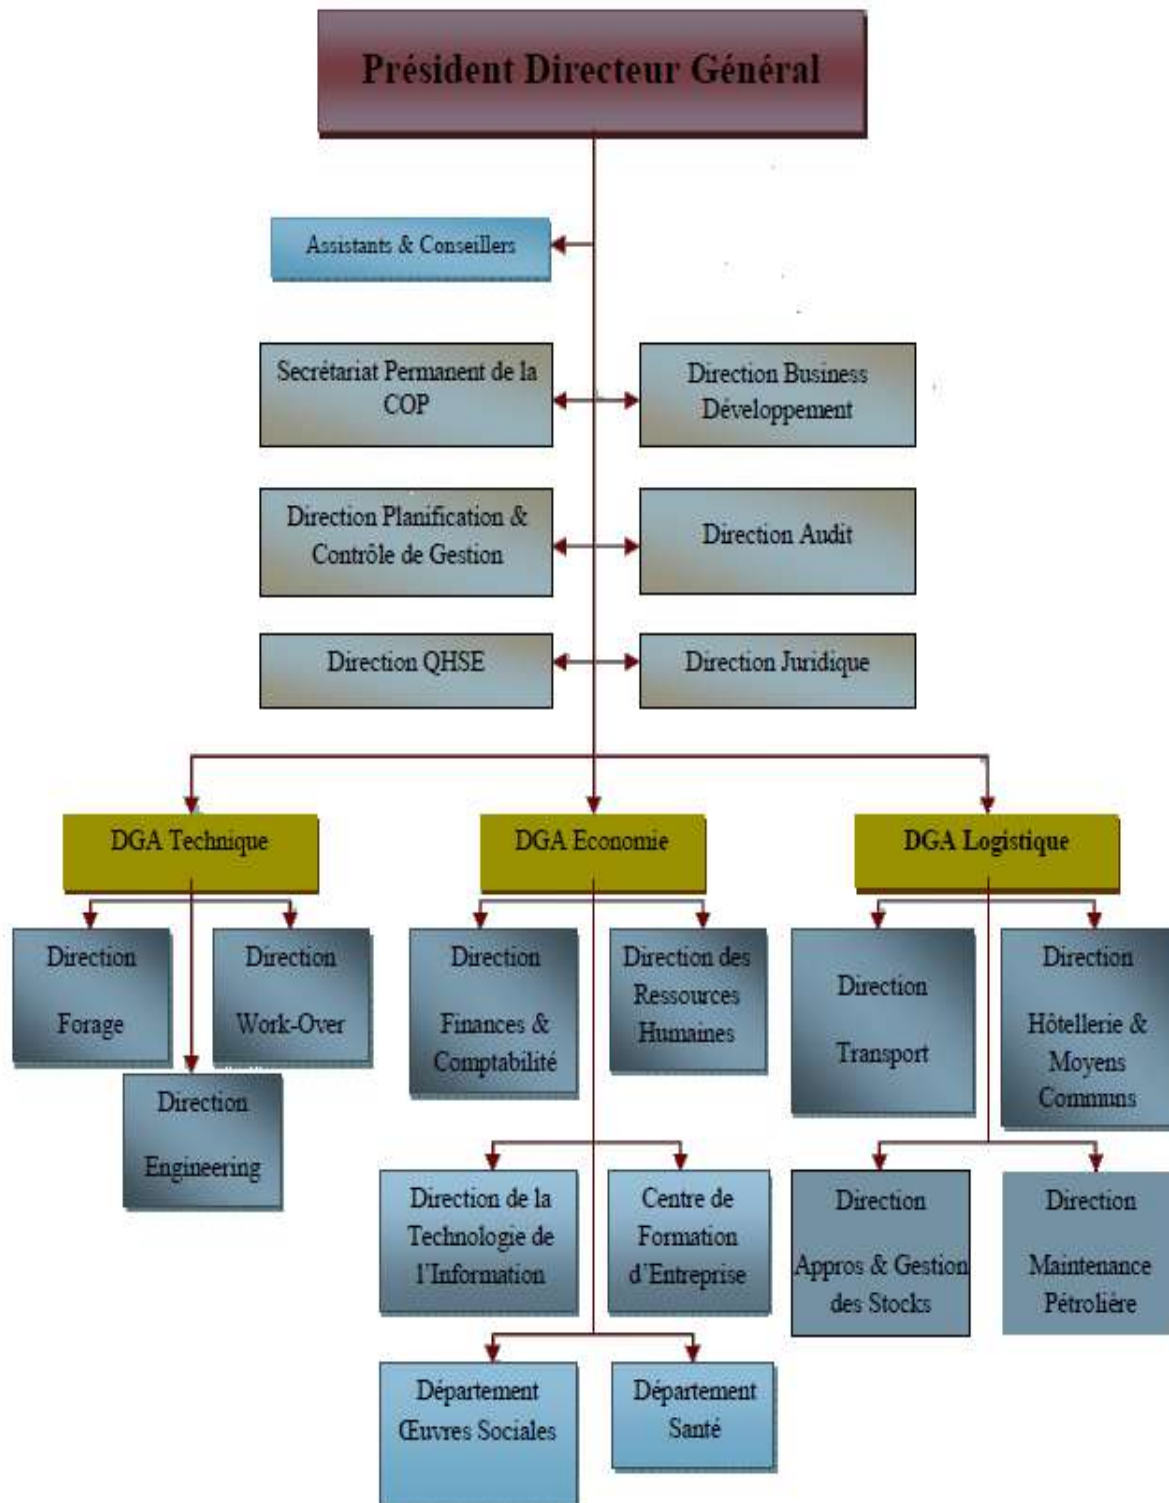 Président Directeur Général
Assistants & Conseillers
Secrétariat Permanent de la
COP
Direction Business
Développement
Direction Planification &
Contrôle de Gestion
Direction Audit
Direction QHSE
Direction Juridique
DGA Technique
DGA Economie
DGA Logistique
Direction
Forage
Direction
Work-Over
Direction
Engineering
Direction
Finances &
Comptabilité
Direction des
Ressources
Humaines
Direction
Transport
Direction
Hôtellerie &
Moyens
Communs
Direction de la
Technologie de
l'Information
Centre de
Formation
d'Entreprise
Direction
Appros & Gestion
des Stocks
Direction
Maintenance
Pétrolière
Département
Œuvres Sociales
Département
Santé